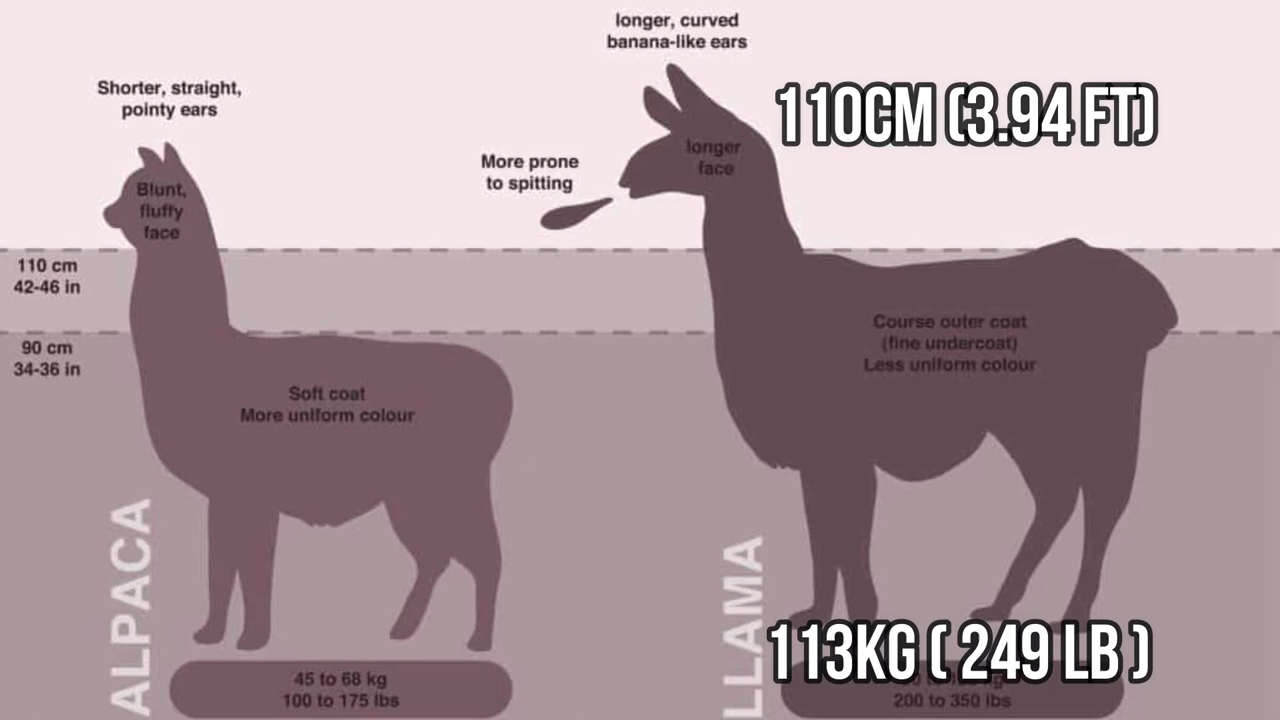 longer, curved
banana-like ears
Shorter, straight,
pointy ears
110CM (3.94 FT)
longer
face
More prone
to spitting
Blunt,
fluffy
face
110 cm
42-46 in
90 cm
34-36 in
Course outer coat
(fine undercoat)
Less uniform colour
Soft coat
More uniform colour
ALPACA
LLAMA
113KG ( 249 LB )
45 to 68 kg
100 to 175 lbs
200 to 350 lbs